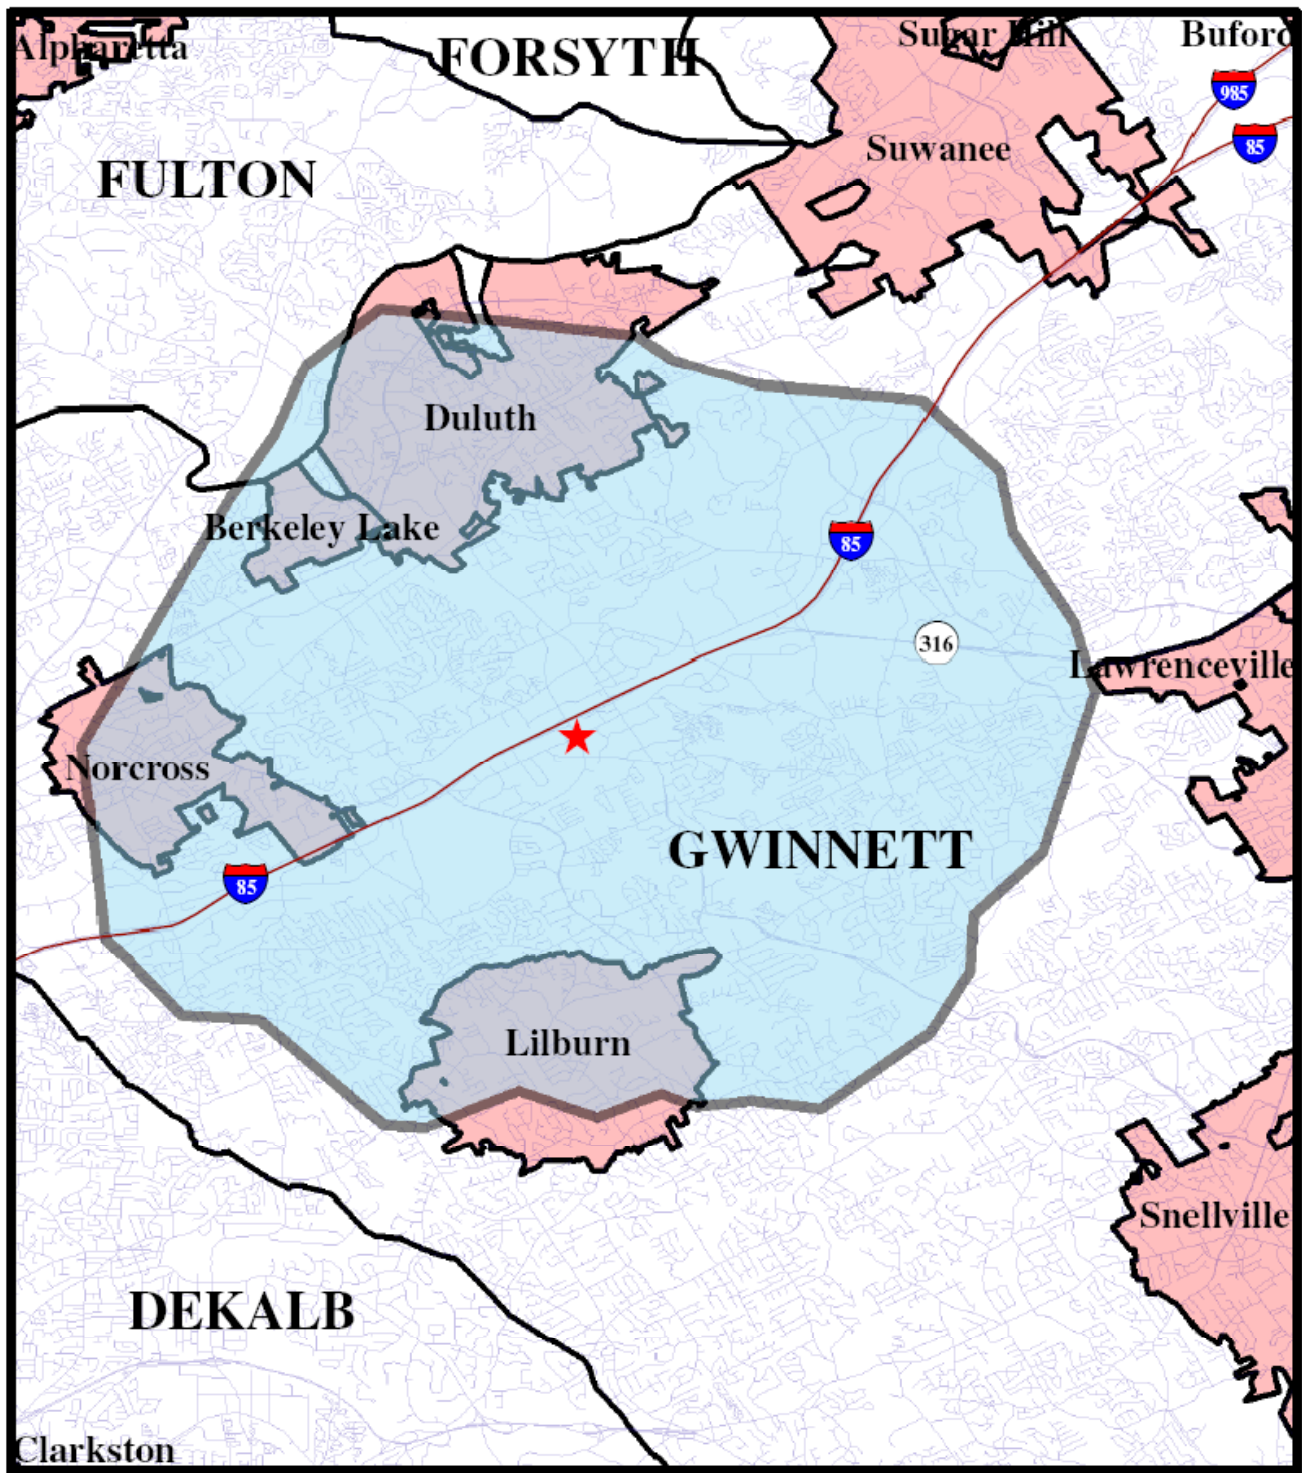 Alpharetta
FORSYTH
Sugar Hill
Buford
985
85
Suwanee
FULTON
Duluth
Berkeley Lake
85
316
Lawrenceville
Norcross
GWINNETT
85
Lilburn
Snellville
DEKALB
Clarkston